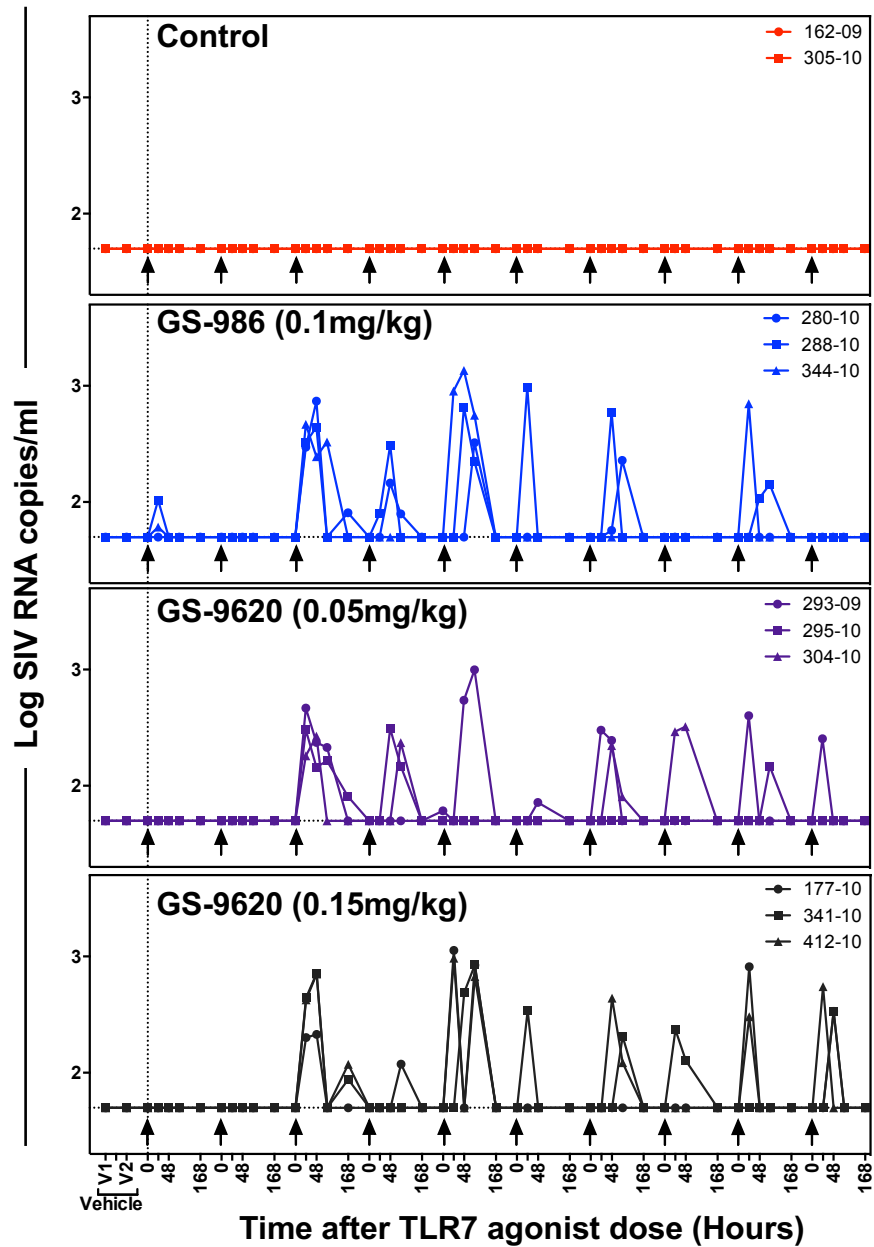 Log SIV RNA copies/ml
Control
162-09
305-10
3
2
GS-986 (0.1mg/kg)
280-10
288-10
344-10
3
2
GS-9620 (0.05mg/kg)
293-09
295-10
304-10
3
2
GS-9620 (0.15mg/kg)
177-10
341-10
412-10
3
2
V1 V2 0 48 168 0 48 168 0 48 168 0 48 168 0 48 168 0 48 168 0 48 168 0 48 168 0 48 168 0 48 168
Vehicle
Time after TLR7 agonist dose (Hours)